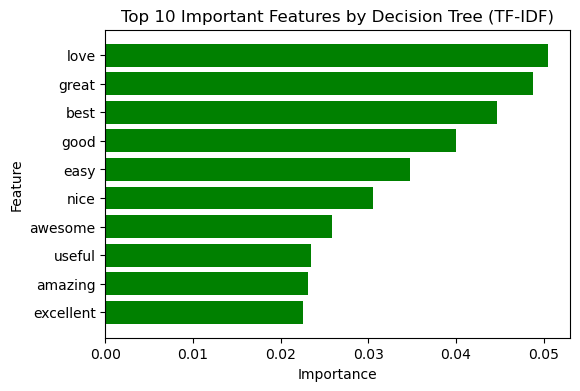 Top 10 Important Features by Decision Tree (TF-IDF)
Feature
love
great
best
good
easy
nice
awesome
useful
amazing
excellent
0.00 0.01 0.02 0.03 0.04 0.05
Importance